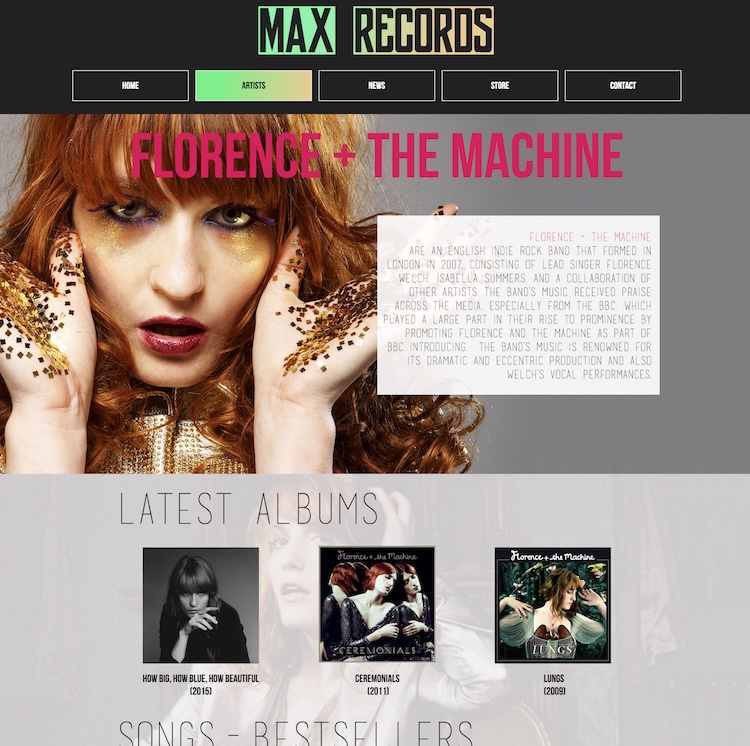 MAX RECORDS
HOME ARTISTS NEWS STORE CONTACT
FLORENCE + THE MACHINE
FLORENCE + THE MACHINE
ARE AN ENGLISH INDIE ROCK BAND THAT FORMED IN
LONDON IN 2007, CONSISTING OF LEAD SINGER FLORENCE
WELCH, ISABELLA SUMMERS, AND A COLLABORATION OF
OTHER ARTISTS. THE BAND'S MUSIC RECEIVED PRAISE
ACROSS THE MEDIA, ESPECIALLY FROM THE BBC, WHICH
PLAYED A LARGE PART IN THEIR RISE TO PROMINENCE BY
PROMOTING FLORENCE AND THE MACHINE AS PART OF
BBC INTRODUCING. THE BAND'S MUSIC IS RENOWNED FOR
ITS DRAMATIC AND ECCENTRIC PRODUCTION AND ALSO
WELCH'S VOCAL PERFORMANCES.
LATEST ALBUMS
Florence + the Machine
CEREMONIALS
Florence + the Machine
LUNGS
HOW BIG, HOW BLUE, HOW BEAUTIFUL
(2015)
CEREMONIALS
(2011)
LUNGS
(2009)
SONGS - BESTSELLERS